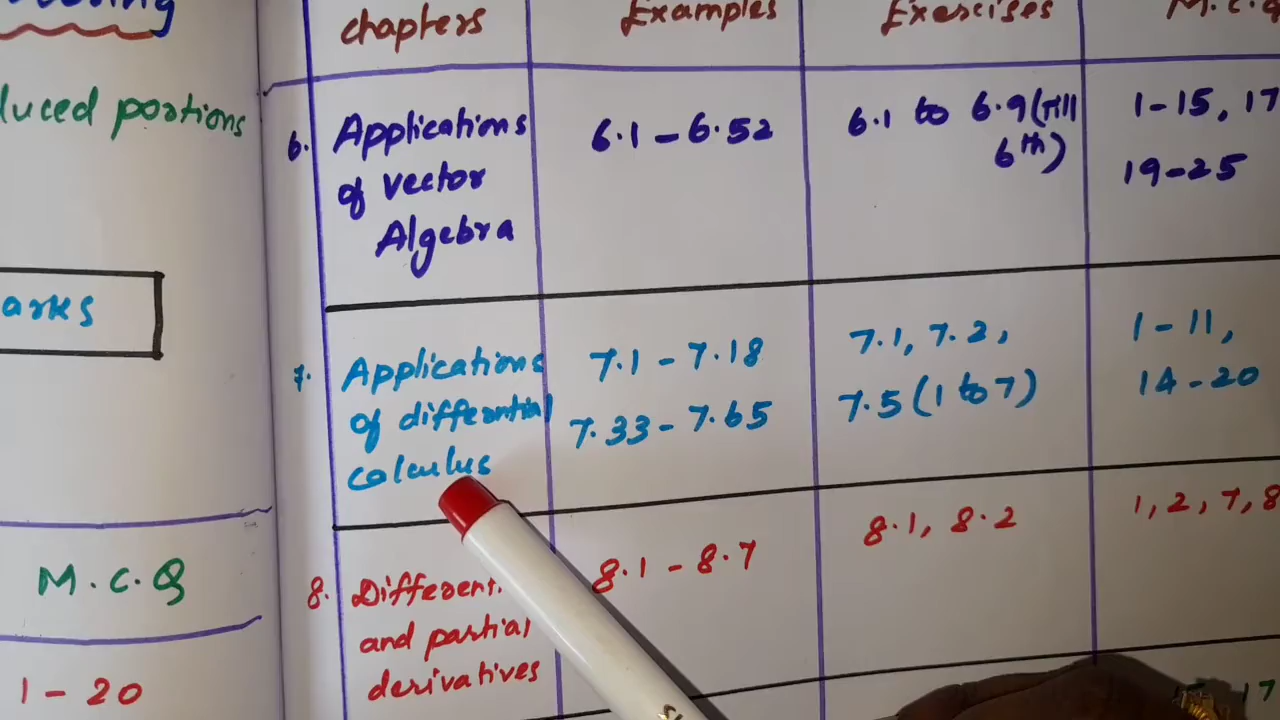 duced portions
arks
M.C.Q
1 - 20
chapters Examples Exercises M.C.Q
6. Applications 6.1 - 6.52 6.1 to 6.9 (till 1-15, 17
of vector 6th) 19-25
Algebra
7. Applications 7.1 - 7.18 7.1, 7.2, 1 - 11,
of differntial 7.33 - 7.65 7.5 (1 to 7) 14 - 20
calculus
8. Different 8.1 - 8.7 8.1, 8.2 1, 2, 7, 8
and partial
derivatives
17